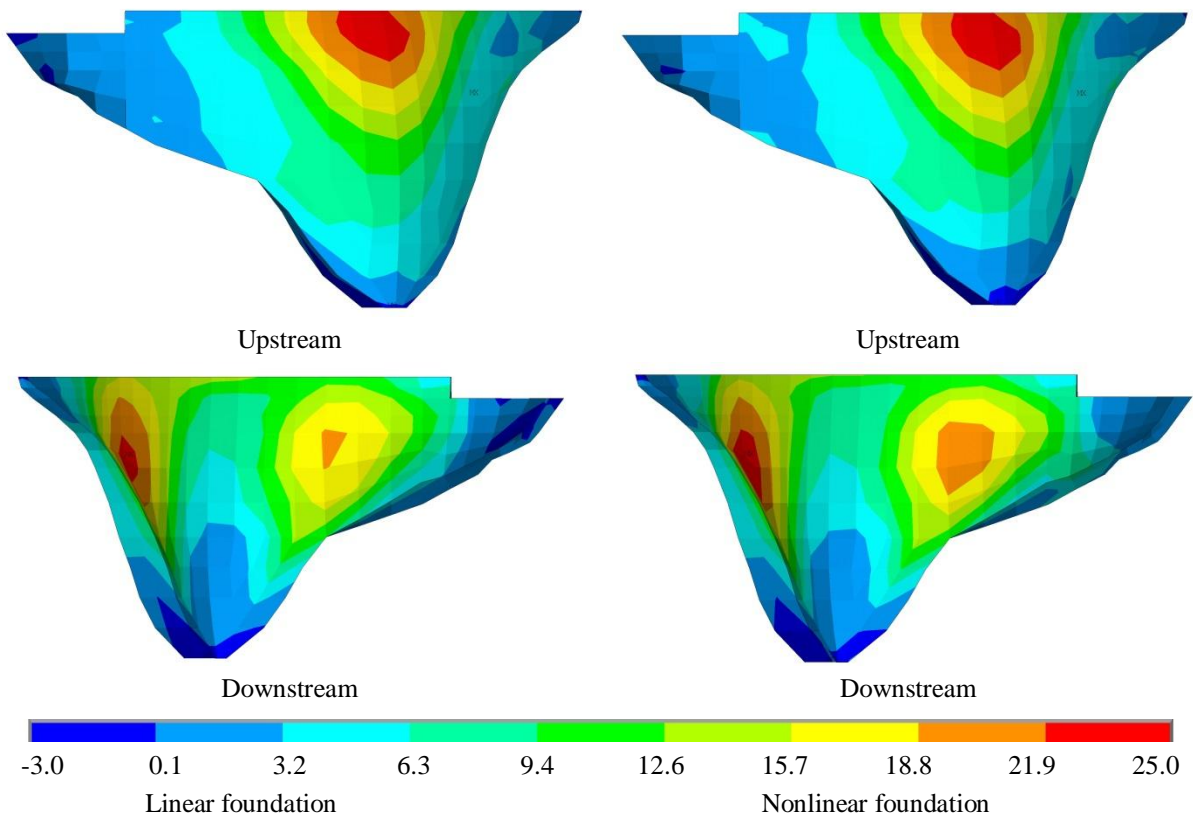 Upstream Upstream
Downstream Downstream
-3.0 0.1 3.2 6.3 9.4 12.6 15.7 18.8 21.9 25.0
Linear foundation Nonlinear foundation